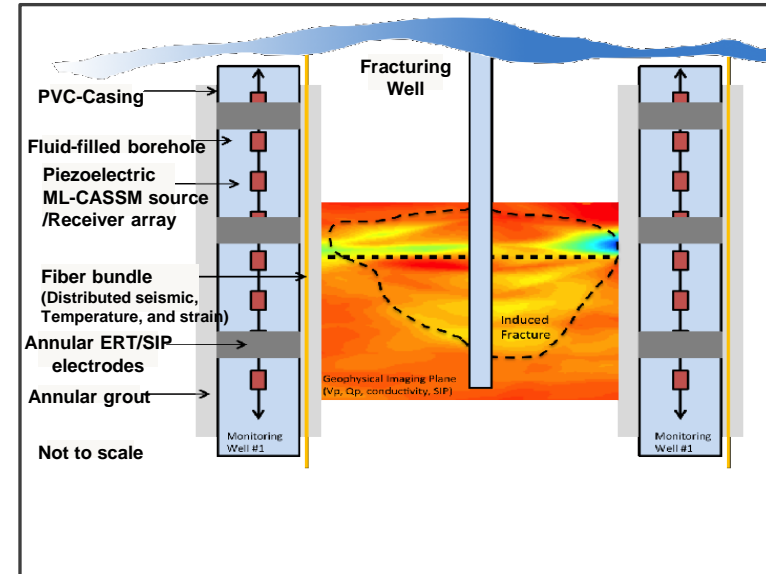 Fracturing
Well
PVC-Casing
Fluid-filled borehole
Piezoelectric
ML-CASSM source
/Receiver array
Fiber bundle
(Distributed seismic,
Temperature, and strain)
Annular ERT/SIP
electrodes
Annular grout
Not to scale
Induced
Fracture
Geophysical Imaging Plane
(Vp, Qp, conductivity, SIP)
Monitoring
Well #1
Monitoring
Well #1